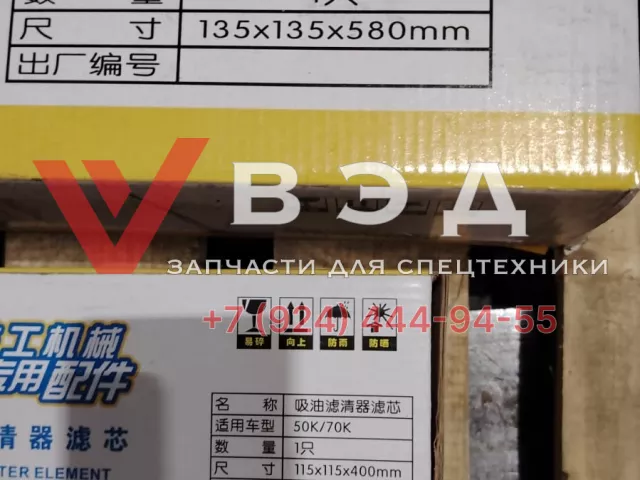 尺 寸 135x135x580mm
出厂编号
ВЭД
ЗАПЧАСТИ ДЛЯ СПЕЦТЕХНИКИ
+7 (924) 444-94-55
易碎 向上 防雨 防晒
工机械
用配件
清器滤芯
TER ELEMENT
名 称 吸油滤清器滤芯
适用车型 50K/70K
数 量 1只
尺 寸 115x115x400mm